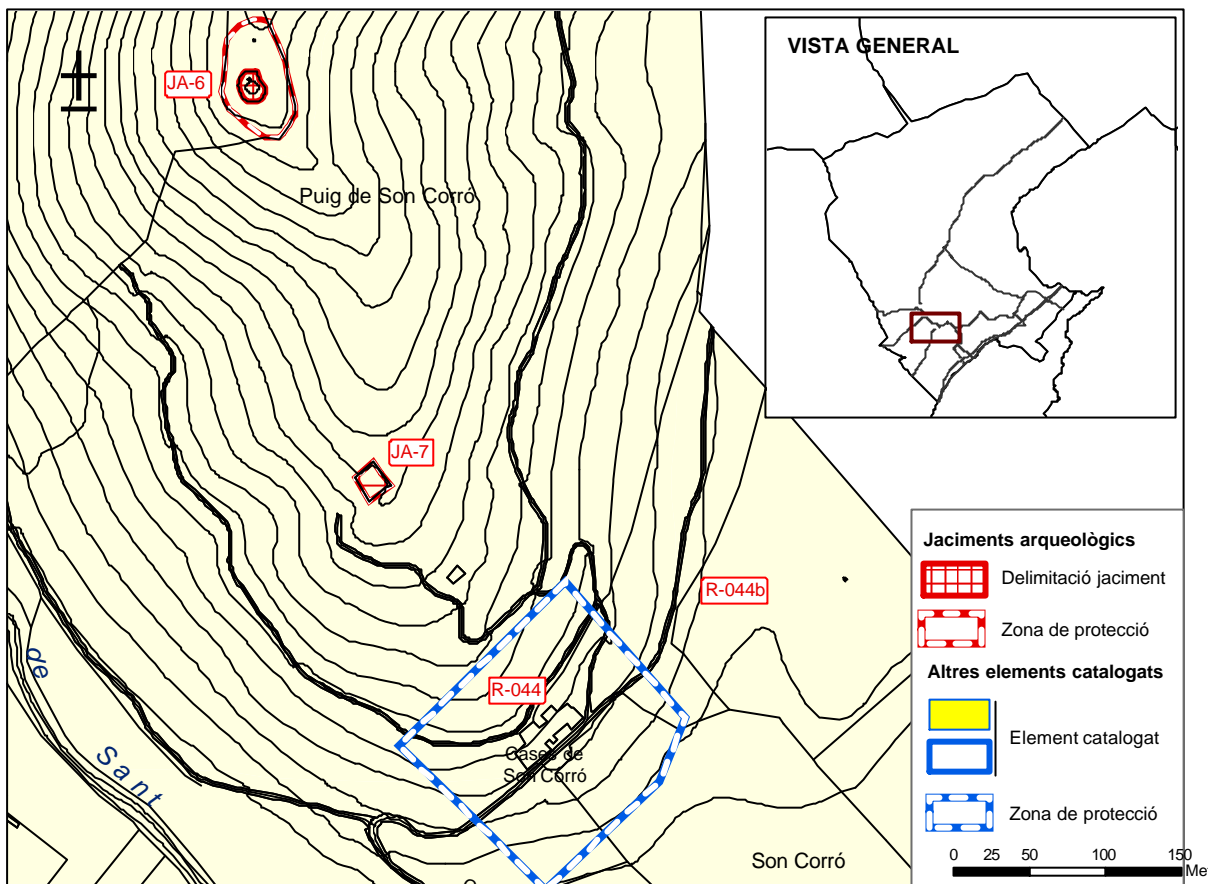 VISTA GENERAL
JA-6
Puig de Son Corró
JA-7
R-044b
R-044
Cases de
Son Corró
de
Sant
Son Corró
Jaciments arqueològics
Delimitació jaciment
Zona de protecció
Altres elements catalogats
Element catalogat
Zona de protecció
0 25 50 100 150
Met